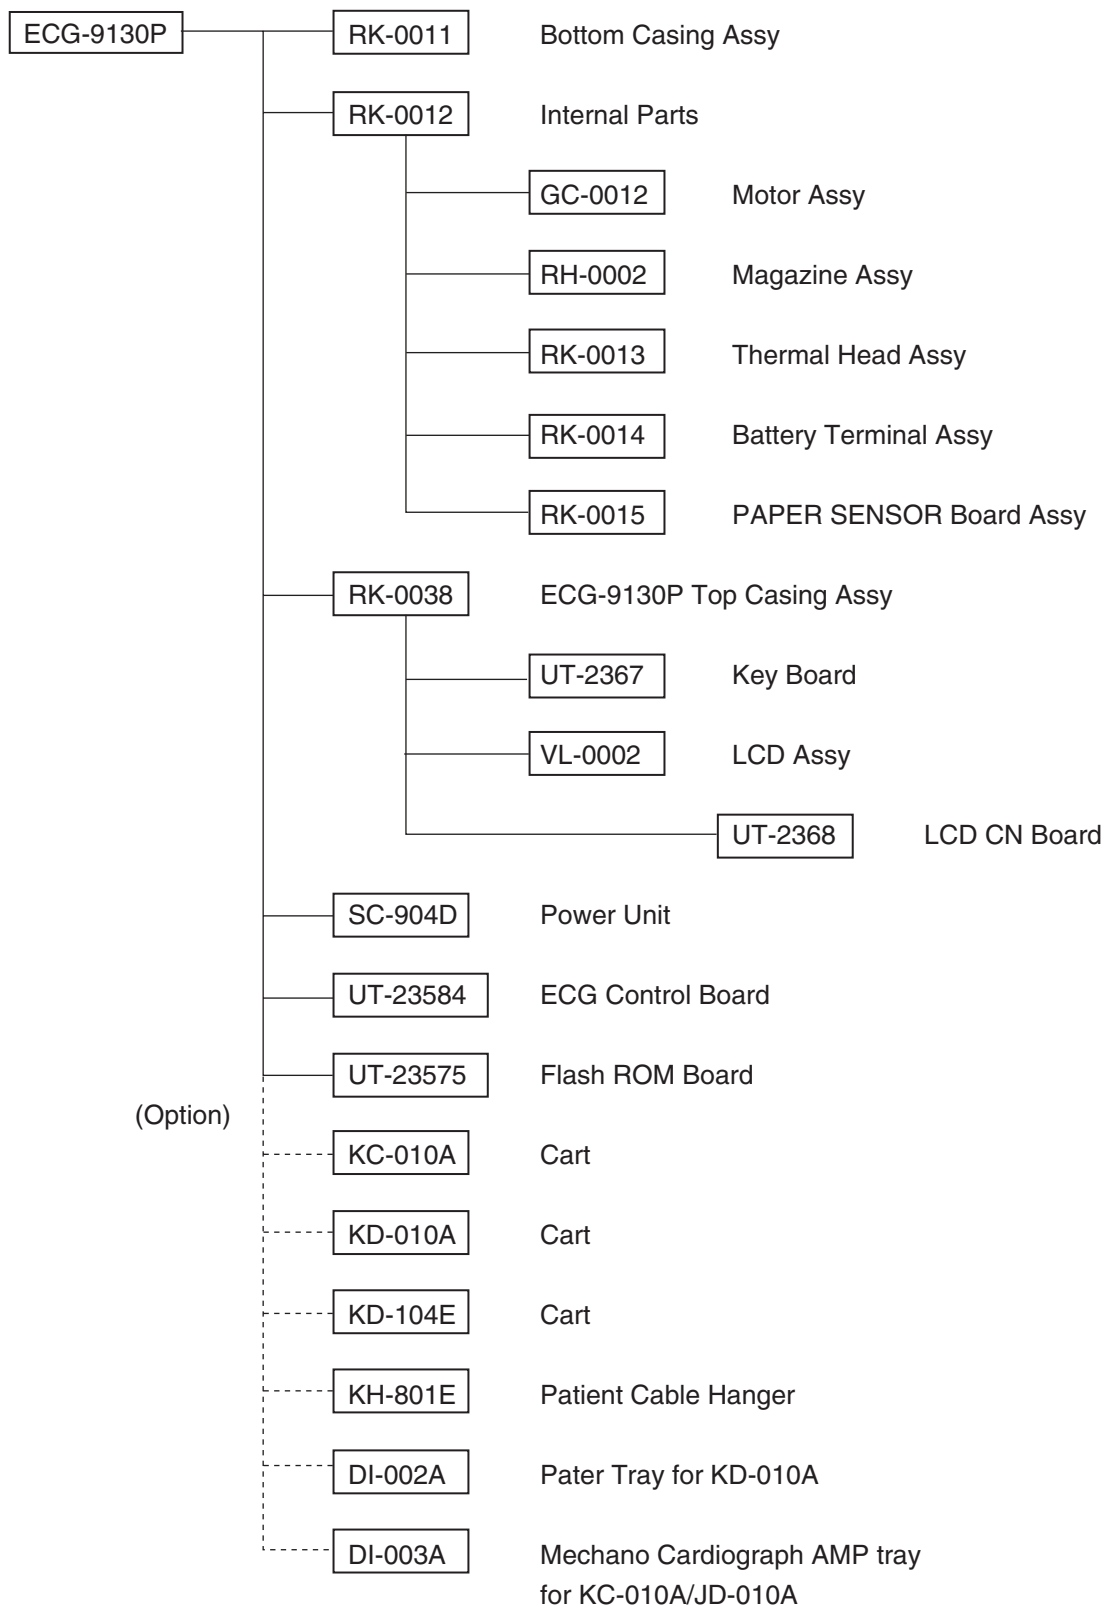 ECG-9130P RK-0011 Bottom Casing Assy
RK-0012 Internal Parts
GC-0012 Motor Assy
RH-0002 Magazine Assy
RK-0013 Thermal Head Assy
RK-0014 Battery Terminal Assy
RK-0015 PAPER SENSOR Board Assy
RK-0038 ECG-9130P Top Casing Assy
UT-2367 Key Board
VL-0002 LCD Assy
UT-2368 LCD CN Board
SC-904D Power Unit
UT-23584 ECG Control Board
UT-23575 Flash ROM Board
(Option)
KC-010A Cart
KD-010A Cart
KD-104E Cart
KH-801E Patient Cable Hanger
DI-002A Pater Tray for KD-010A
DI-003A Mechano Cardiograph AMP tray
for KC-010A/JD-010A